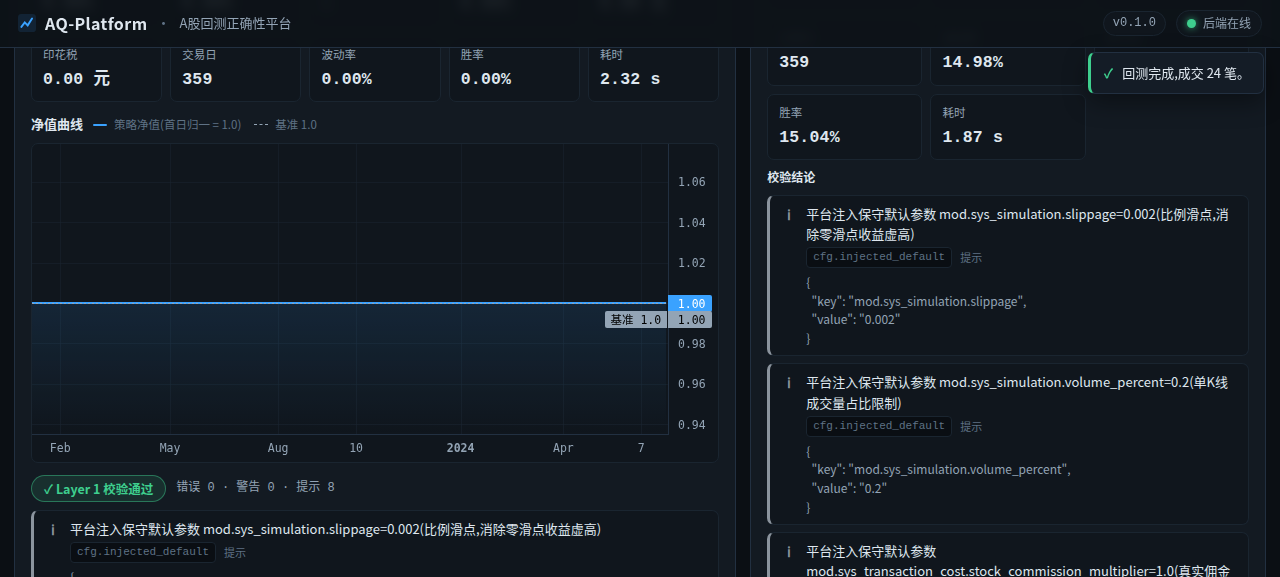 AQ-Platform · A股回测正确性平台
v0.1.0
后端在线
印花税
0.00 元
交易日
359
波动率
0.00%
胜率
0.00%
耗时
2.32 s
净值曲线 策略净值(首日归一 = 1.0) 基准 1.0
1.06
1.04
1.02
1.00
基准 1.0 1.00
0.98
0.96
0.94
Feb May Aug 10 2024 Apr 7
✓ Layer 1 校验通过 错误 0 · 警告 0 · 提示 8
i 平台注入保守默认参数 mod.sys_simulation.slippage=0.002(比例滑点,消除零滑点收益虚高)
cfg.injected_default 提示
{
359
14.98%
✓ 回测完成,成交 24 笔。
胜率
15.04%
耗时
1.87 s
校验结论
i 平台注入保守默认参数 mod.sys_simulation.slippage=0.002(比例滑点,消
除零滑点收益虚高)
cfg.injected_default 提示
{
"key": "mod.sys_simulation.slippage",
"value": "0.002"
}
i 平台注入保守默认参数 mod.sys_simulation.volume_percent=0.2(单K线
成交量占比限制)
cfg.injected_default 提示
{
"key": "mod.sys_simulation.volume_percent",
"value": "0.2"
}
i 平台注入保守默认参数
mod.sys_transaction_cost.stock_commission_multiplier=1.0(真实佣金